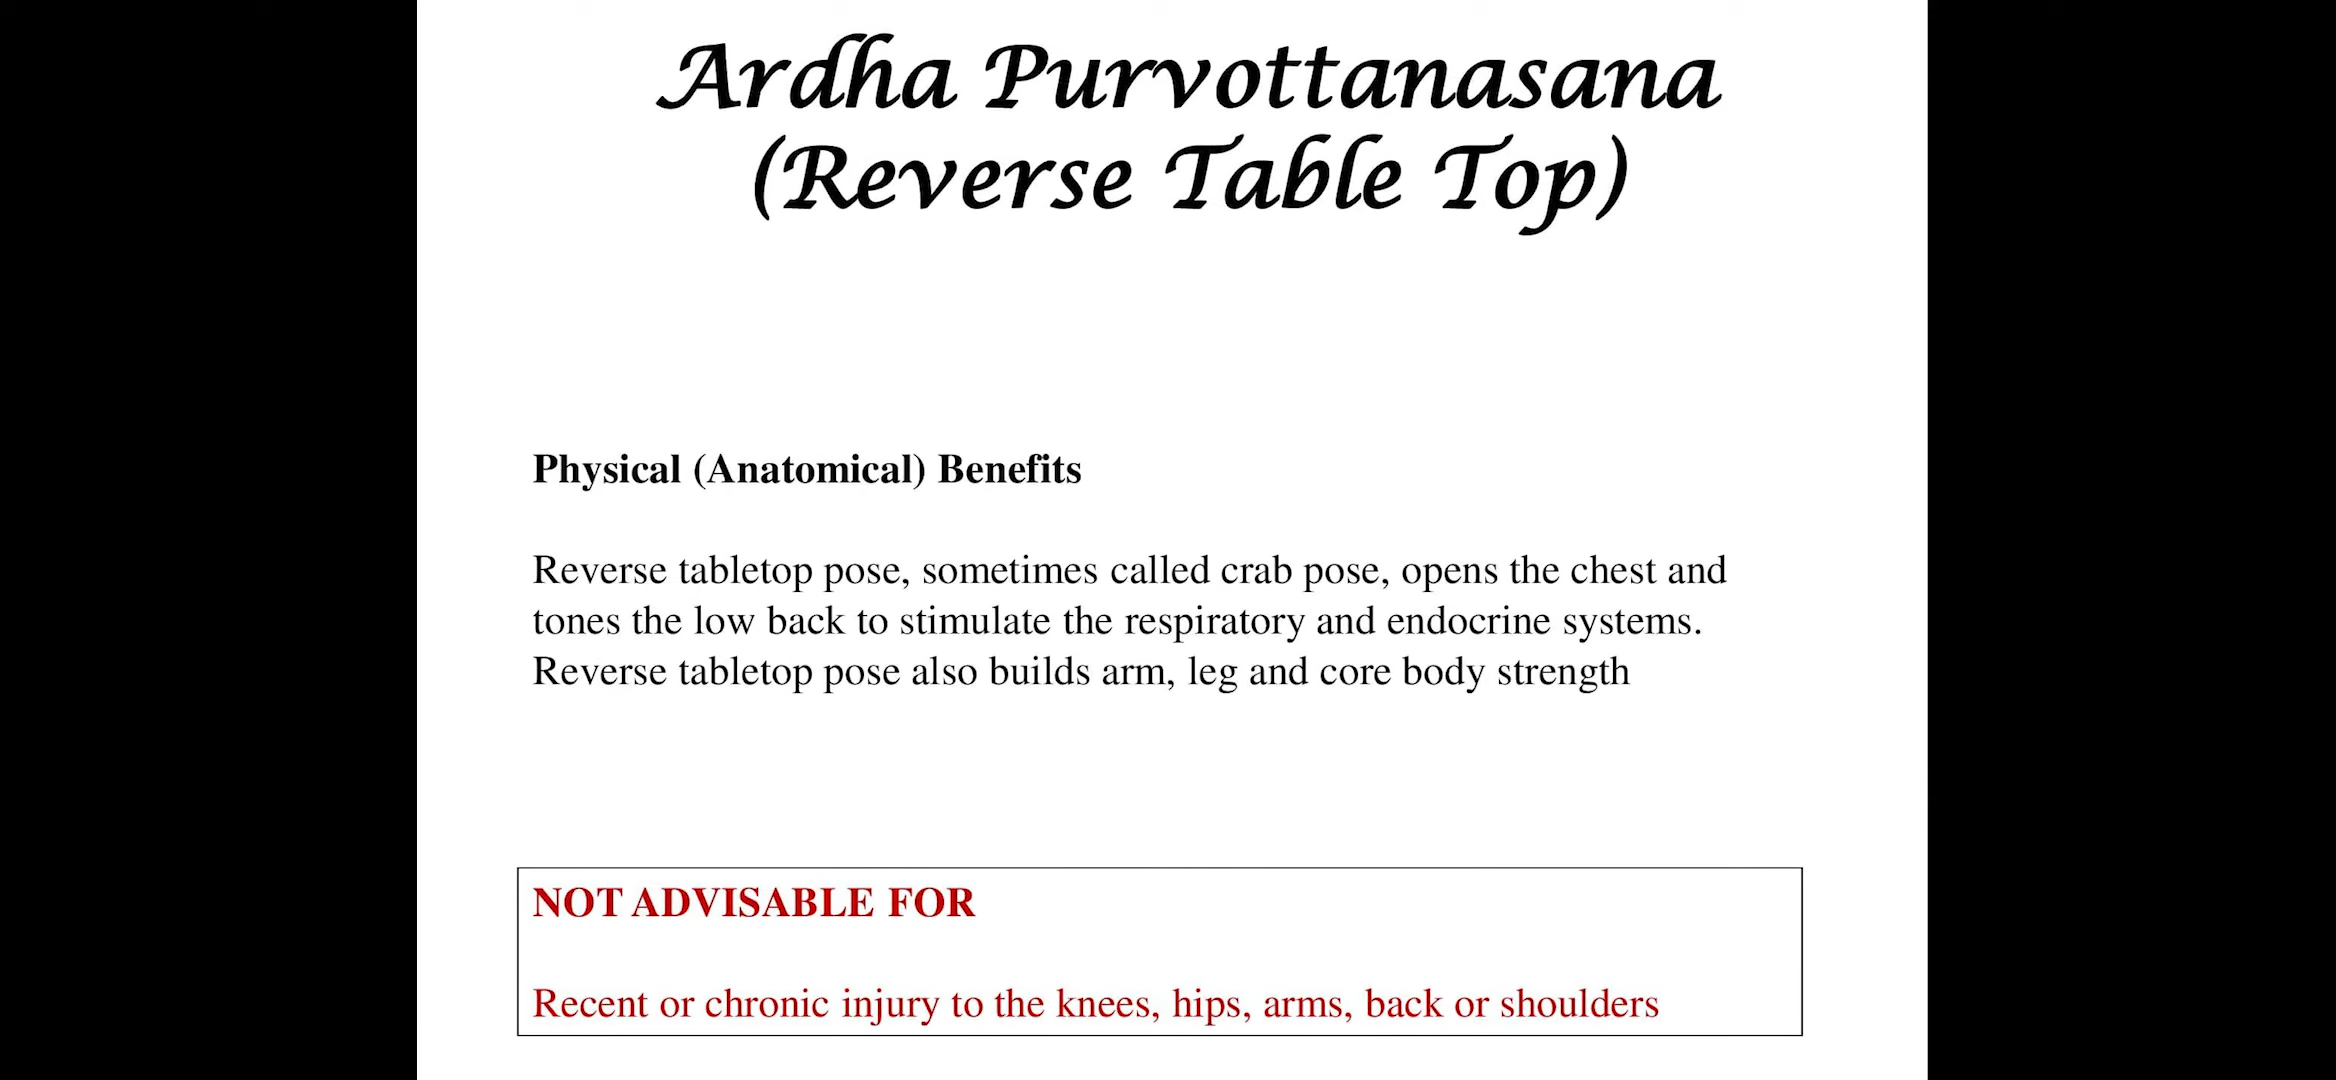 Ardha Purvottanasana
(Reverse Table Top)
Physical (Anatomical) Benefits
Reverse tabletop pose, sometimes called crab pose, opens the chest and
tones the low back to stimulate the respiratory and endocrine systems.
Reverse tabletop pose also builds arm, leg and core body strength
NOT ADVISABLE FOR
Recent or chronic injury to the knees, hips, arms, back or shoulders